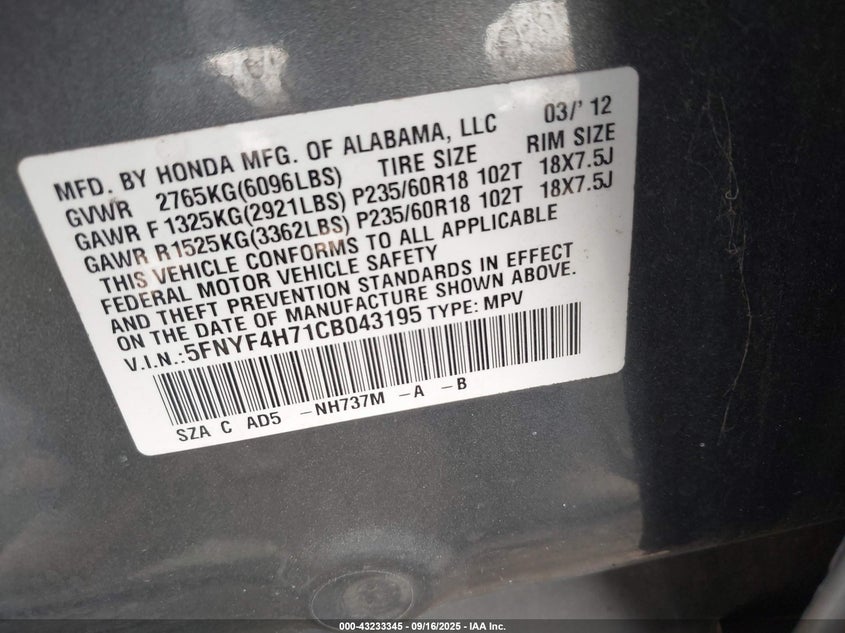 MFD. BY HONDA MFG. OF ALABAMA, LLC 03/' 12
GVWR 2765KG(6096LBS) TIRE SIZE RIM SIZE
GAWR F 1325KG(2921LBS) P235/60R18 102T 18X7.5J
GAWR R1525KG(3362LBS) P235/60R18 102T 18X7.5J
THIS VEHICLE CONFORMS TO ALL APPLICABLE
FEDERAL MOTOR VEHICLE SAFETY
AND THEFT PREVENTION STANDARDS IN EFFECT
ON THE DATE OF MANUFACTURE SHOWN ABOVE.
V.I.N.:5FNYF4H71CB043195 TYPE: MPV
SZA C AD5 -NH737M -A -B
000-43233345 - 09/16/2025 - IAA Inc.